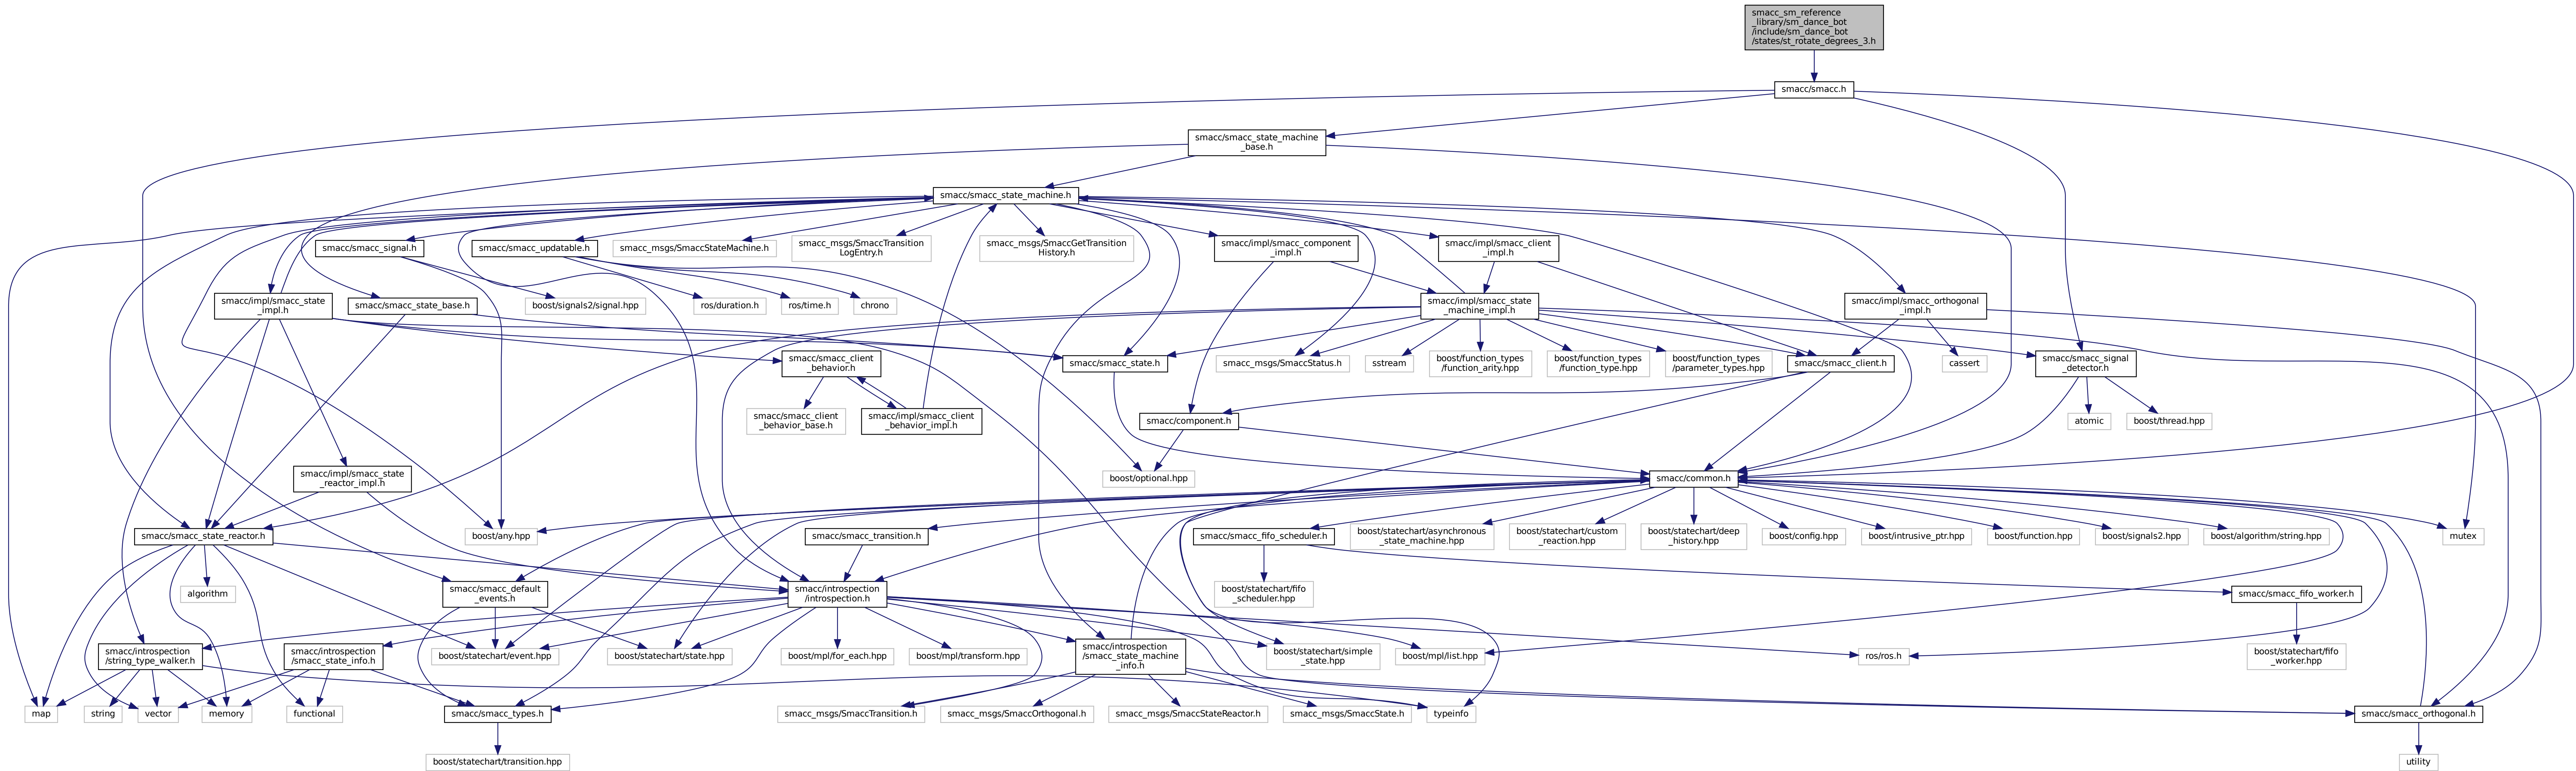 smacc_sm_reference
_library/sm_dance_bot
/include/sm_dance_bot
/states/st_rotate_degrees_3.h
smacc/smacc.h
smacc/smacc_state_machine
_base.h
smacc/smacc_state_machine.h
smacc/smacc_signal.h
smacc/smacc_updatable.h
smacc_msgs/SmaccStateMachine.h
smacc_msgs/SmaccTransition
LogEntry.h
smacc_msgs/SmaccGetTransition
History.h
smacc/impl/smacc_component
_impl.h
smacc/impl/smacc_client
_impl.h
smacc/impl/smacc_state
_impl.h
smacc/smacc_state_base.h
boost/signals2/signal.hpp
ros/duration.h
ros/time.h
chrono
smacc/impl/smacc_state
_machine_impl.h
smacc/impl/smacc_orthogonal
_impl.h
smacc/smacc_client
_behavior.h
smacc/smacc_state.h
smacc_msgs/SmaccStatus.h
sstream
boost/function_types
/function_arity.hpp
boost/function_types
/function_type.hpp
boost/function_types
/parameter_types.hpp
smacc/smacc_client.h
cassert
smacc/smacc_signal
_detector.h
smacc/smacc_client
_behavior_base.h
smacc/impl/smacc_client
_behavior_impl.h
smacc/component.h
atomic
boost/thread.hpp
smacc/impl/smacc_state
_reactor_impl.h
boost/optional.hpp
smacc/common.h
smacc/smacc_state_reactor.h
boost/any.hpp
smacc/smacc_transition.h
smacc/smacc_fifo_scheduler.h
boost/statechart/asynchronous
_state_machine.hpp
boost/statechart/custom
_reaction.hpp
boost/statechart/deep
_history.hpp
boost/config.hpp
boost/intrusive_ptr.hpp
boost/function.hpp
boost/signals2.hpp
boost/algorithm/string.hpp
mutex
algorithm
smacc/smacc_default
_events.h
smacc/introspection
/introspection.h
boost/statechart/fifo
_scheduler.hpp
smacc/smacc_fifo_worker.h
smacc/introspection
/string_type_walker.h
smacc/introspection
/smacc_state_info.h
boost/statechart/event.hpp
boost/statechart/state.hpp
boost/mpl/for_each.hpp
boost/mpl/transform.hpp
smacc/introspection
/smacc_state_machine
_info.h
boost/statechart/simple
_state.hpp
boost/mpl/list.hpp
ros/ros.h
boost/statechart/fifo
_worker.hpp
map
string
vector
memory
functional
smacc/smacc_types.h
smacc_msgs/SmaccTransition.h
smacc_msgs/SmaccOrthogonal.h
smacc_msgs/SmaccStateReactor.h
smacc_msgs/SmaccState.h
typeinfo
smacc/smacc_orthogonal.h
boost/statechart/transition.hpp
utility